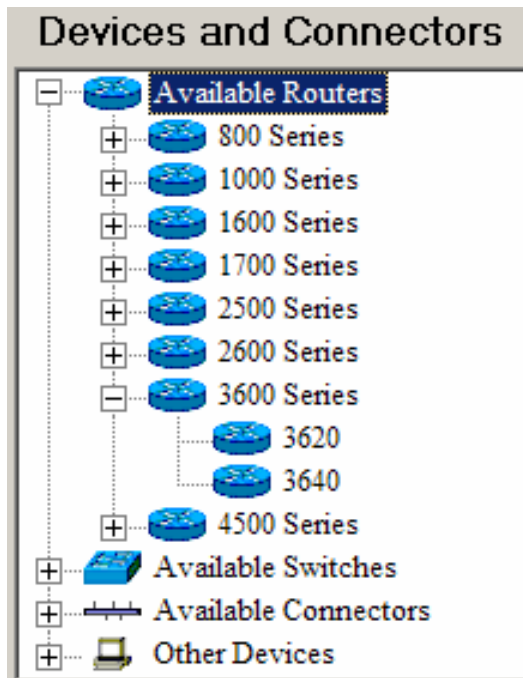 Devices and Connectors
Available Routers
800 Series
1000 Series
1600 Series
1700 Series
2500 Series
2600 Series
3600 Series
3620
3640
4500 Series
Available Switches
Available Connectors
Other Devices